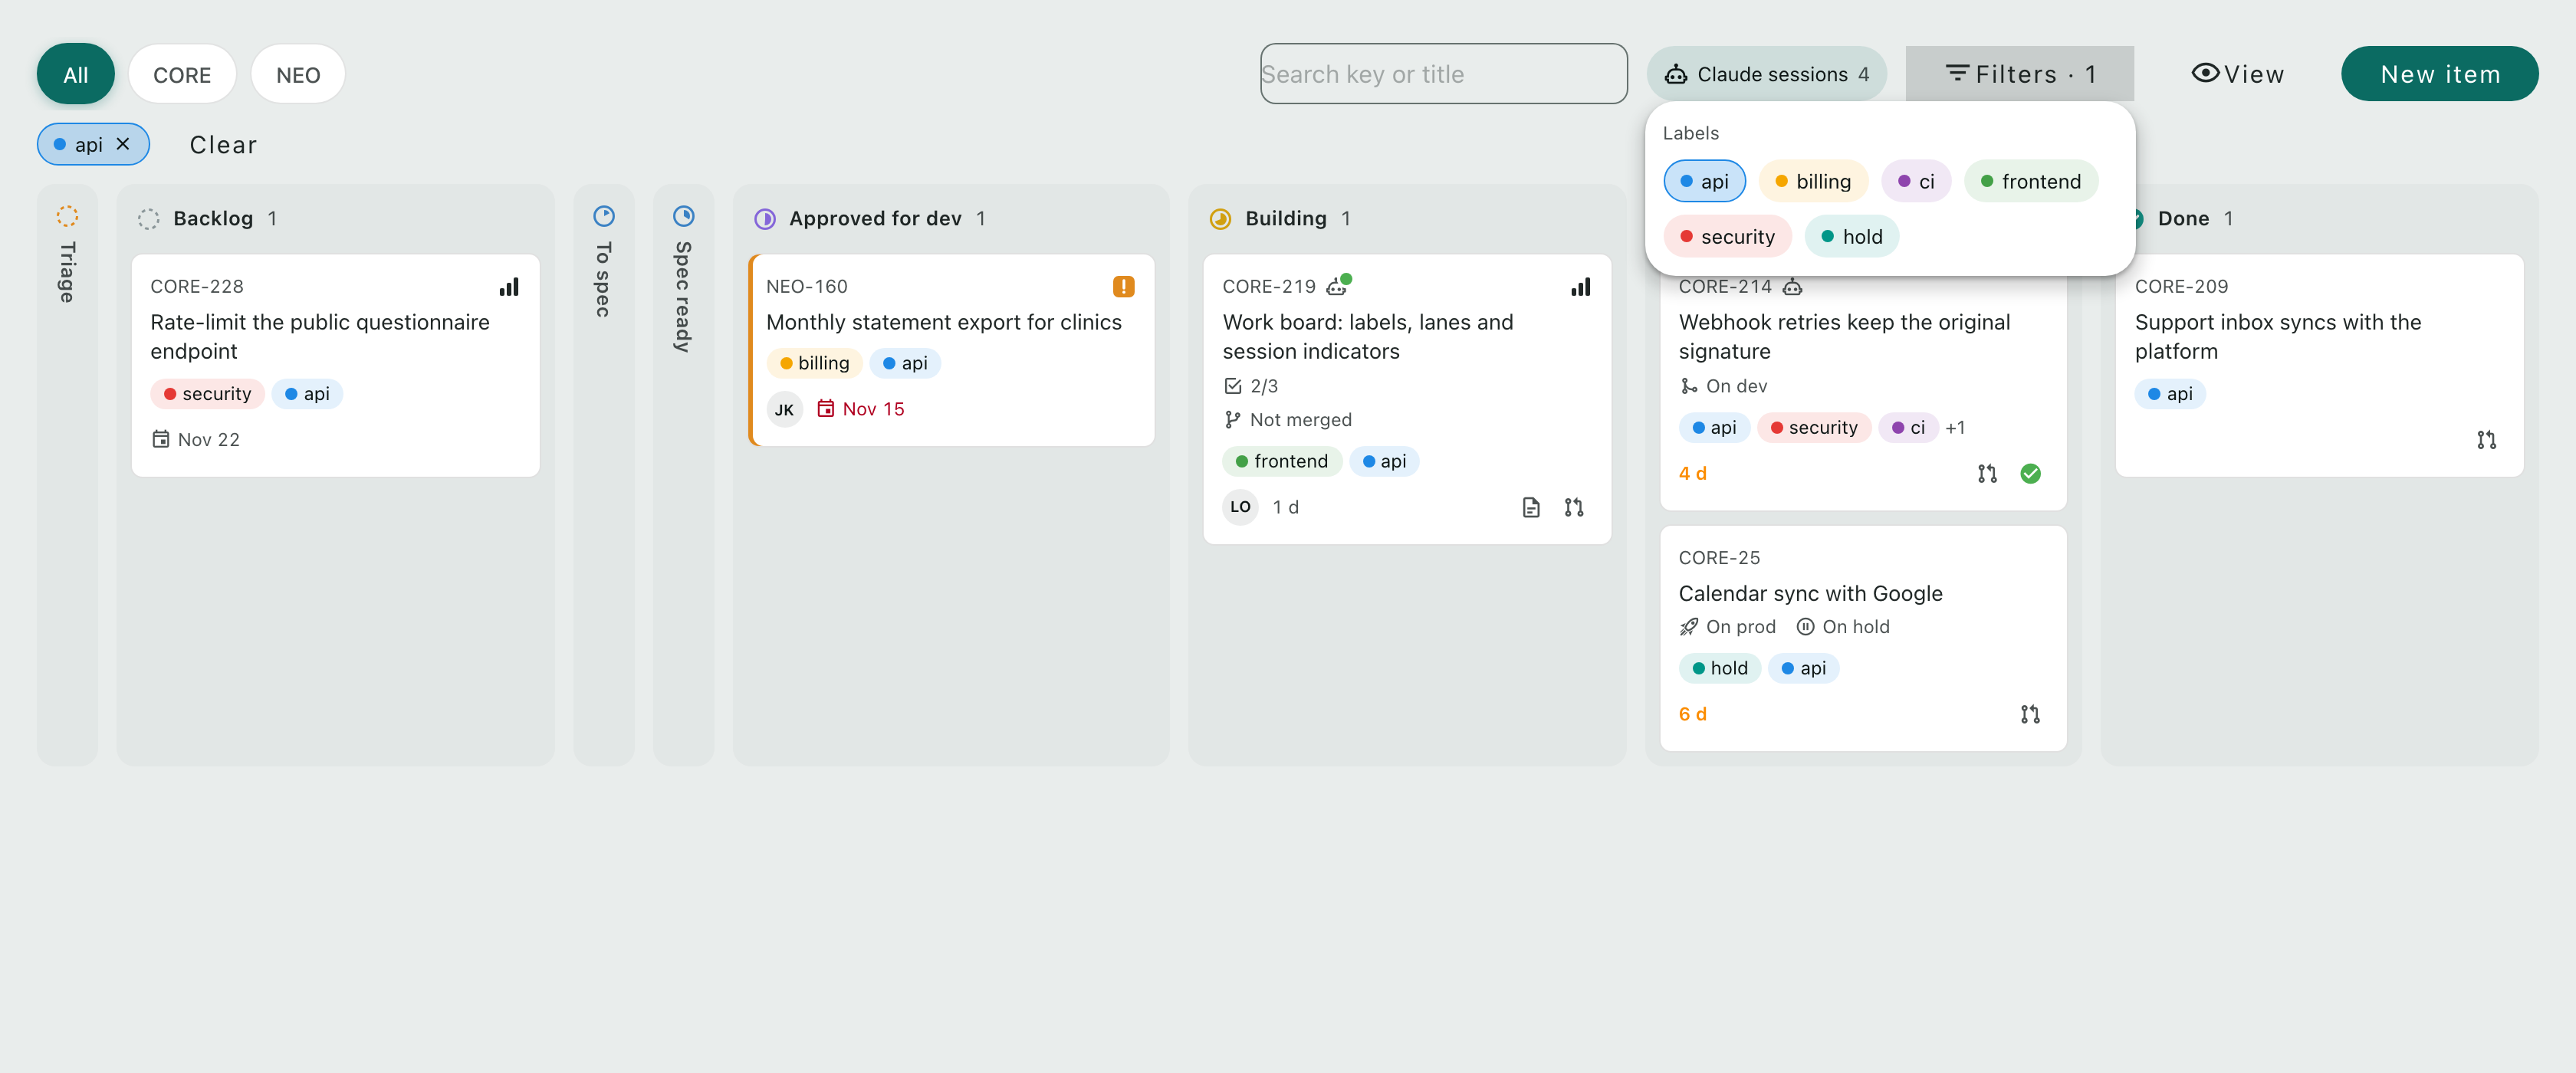 All CORE NEO Search key or title Claude sessions 4 Filters · 1 View New item
api Clear
Labels
api billing ci frontend
security hold
Triage
Backlog 1
CORE-228
Rate-limit the public questionnaire
endpoint
security api
Nov 22
To spec
Spec ready
Approved for dev 1
NEO-160
Monthly statement export for clinics
billing api
JK Nov 15
Building 1
CORE-219
Work board: labels, lanes and
session indicators
2/3
Not merged
frontend api
LO 1 d
CORE-214
Webhook retries keep the original
signature
On dev
api security ci +1
4 d
CORE-25
Calendar sync with Google
On prod On hold
hold api
6 d
Done 1
CORE-209
Support inbox syncs with the
platform
api